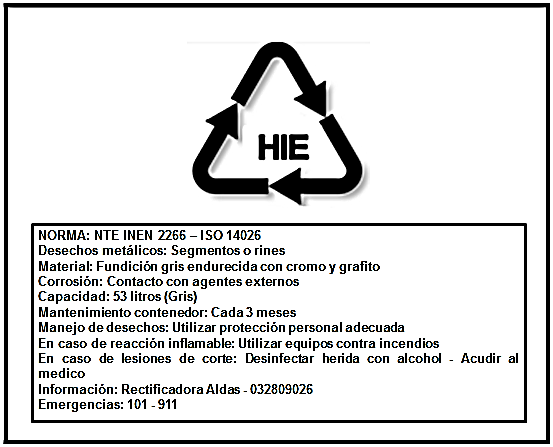 HIE
NORMA: NTE INEN 2266 – ISO 14026
Desechos metálicos: Segmentos o rines
Material: Fundición gris endurecida con cromo y grafito
Corrosión: Contacto con agentes externos
Capacidad: 53 litros (Gris)
Mantenimiento contenedor: Cada 3 meses
Manejo de desechos: Utilizar protección personal adecuada
En caso de reacción inflamable: Utilizar equipos contra incendios
En caso de lesiones de corte: Desinfectar herida con alcohol - Acudir al
medico
Información: Rectificadora Aldas - 032809026
Emergencias: 101 - 911